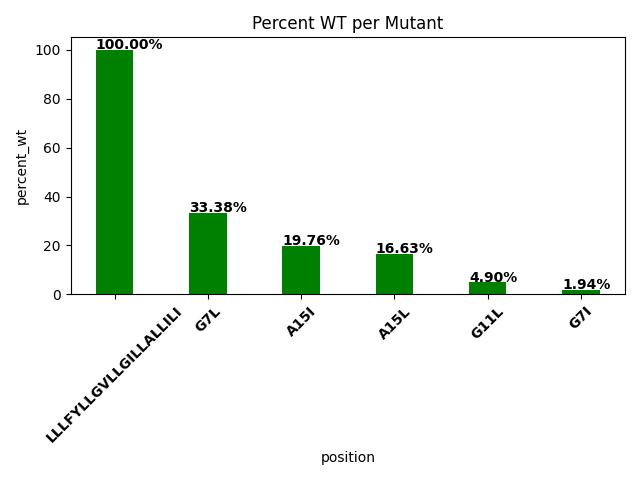 Percent WT per Mutant
percent_wt
100
80
60
40
20
0
100.00%
33.38%
19.76%
16.63%
4.90%
1.94%
LLLFYLLGVLLGILLALLILI
G7L
A15I
A15L
G11L
G7I
position